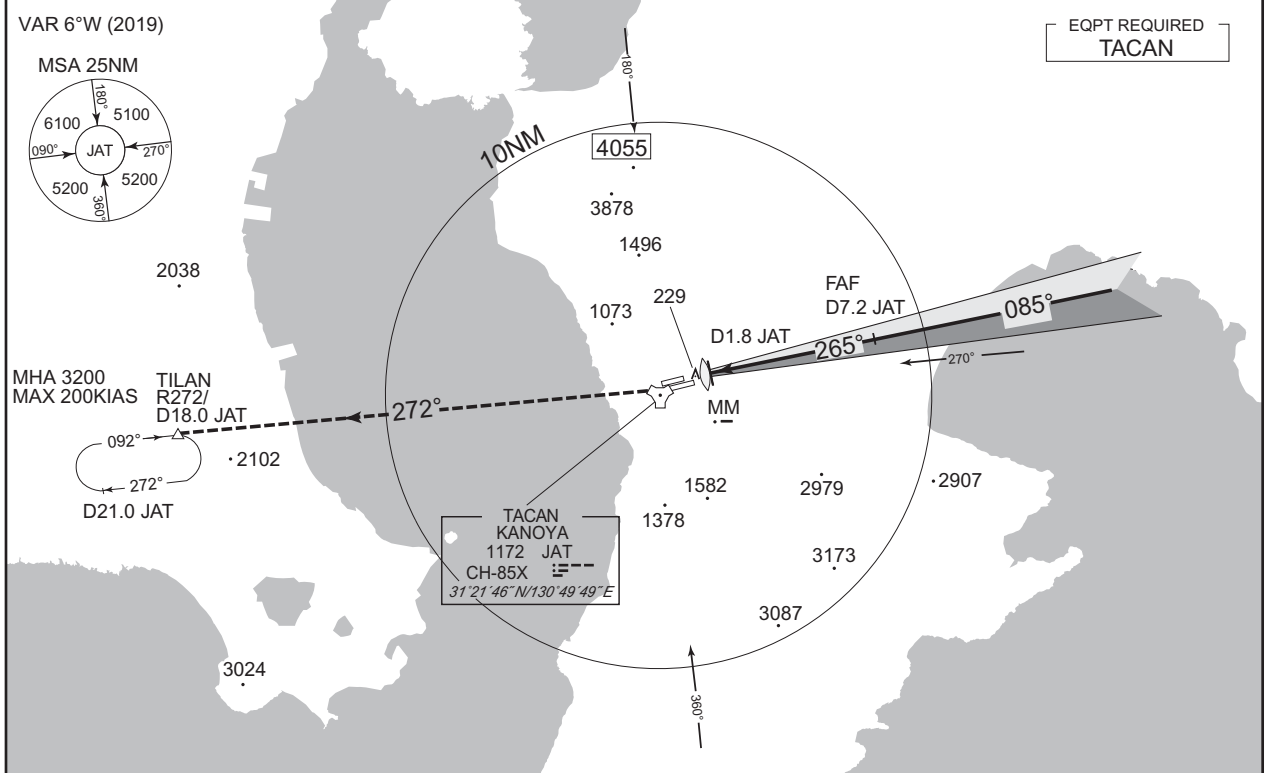 VAR 6°W (2019)
EQPT REQUIRED
TACAN
MSA 25NM
180°
6100
5100
090°
JAT
270°
5200
5200
360°
180°
10NM
4055
3878
1496
2038
229
1073
FAF
D7.2 JAT
D1.8 JAT
085°
265°
270°
MHA 3200
MAX 200KIAS
TILAN
R272/
D18.0 JAT
272°
MM
092°
2102
272°
D21.0 JAT
1582
1378
2979
2907
TACAN
KANOYA
1172 JAT
CH-85X
31°21´46˝N/130°49´49˝E
3173
3087
3024
360°